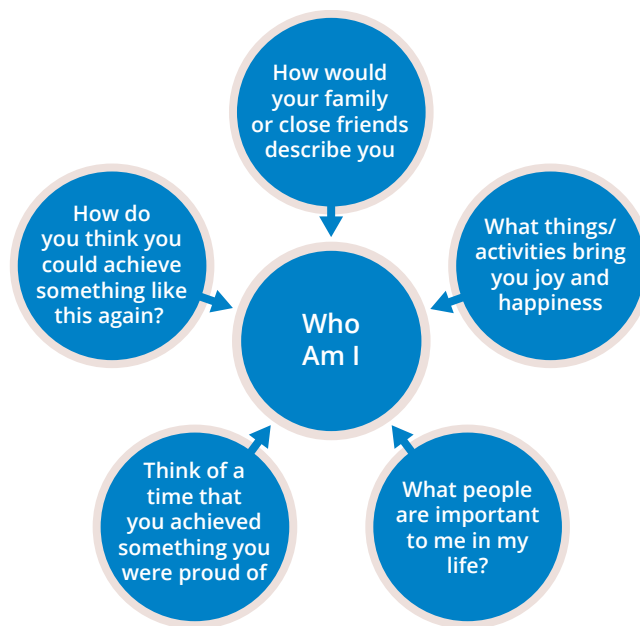 How would
your family
or close friends
describe you
What things/
activities bring
you joy and
happiness
What people
are important
to me in my
life?
Think of a
time that
you achieved
something you
were proud of
How do
you think you
could achieve
something like
this again?
Who
Am I